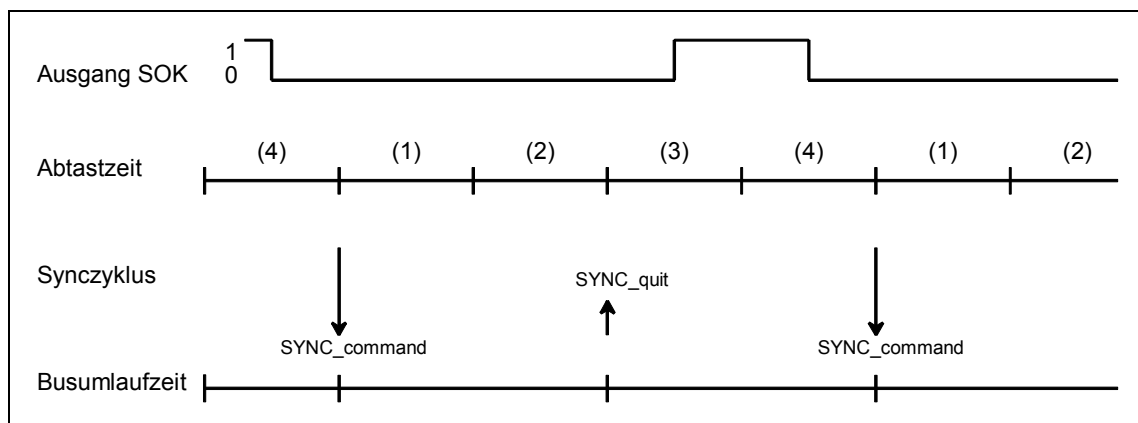 1
Ausgang SOK 0
Abtastzeit (4) (1) (2) (3) (4) (1) (2)
Synczyklus
SYNC_quit
SYNC_command SYNC_command
Busumlaufzeit